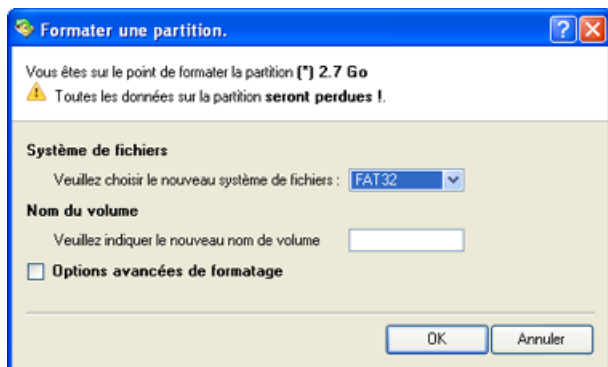 Formater une partition.
Vous êtes sur le point de formater la partition (*) 2.7 Go
Toutes les données sur la partition seront perdues !.
Système de fichiers
Veuillez choisir le nouveau système de fichiers : FAT32
Nom du volume
Veuillez indiquer le nouveau nom de volume
Options avancées de formatage
OK Annuler